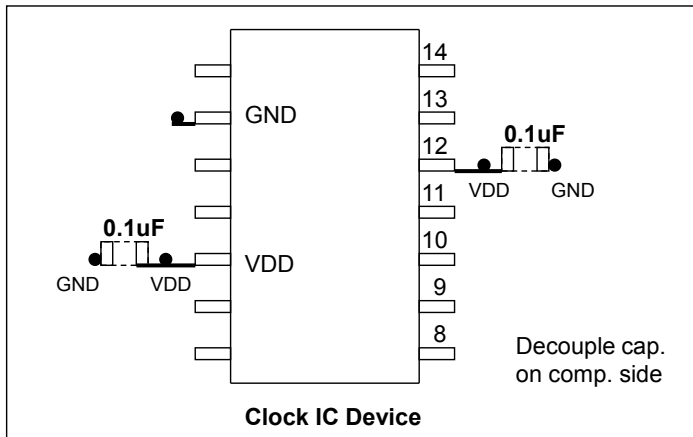 14
GND
13
0.1uF
12
VDD
GND
11
0.1uF
VDD
10
GND
VDD
9
8
Decouple cap.
on comp. side
Clock IC Device